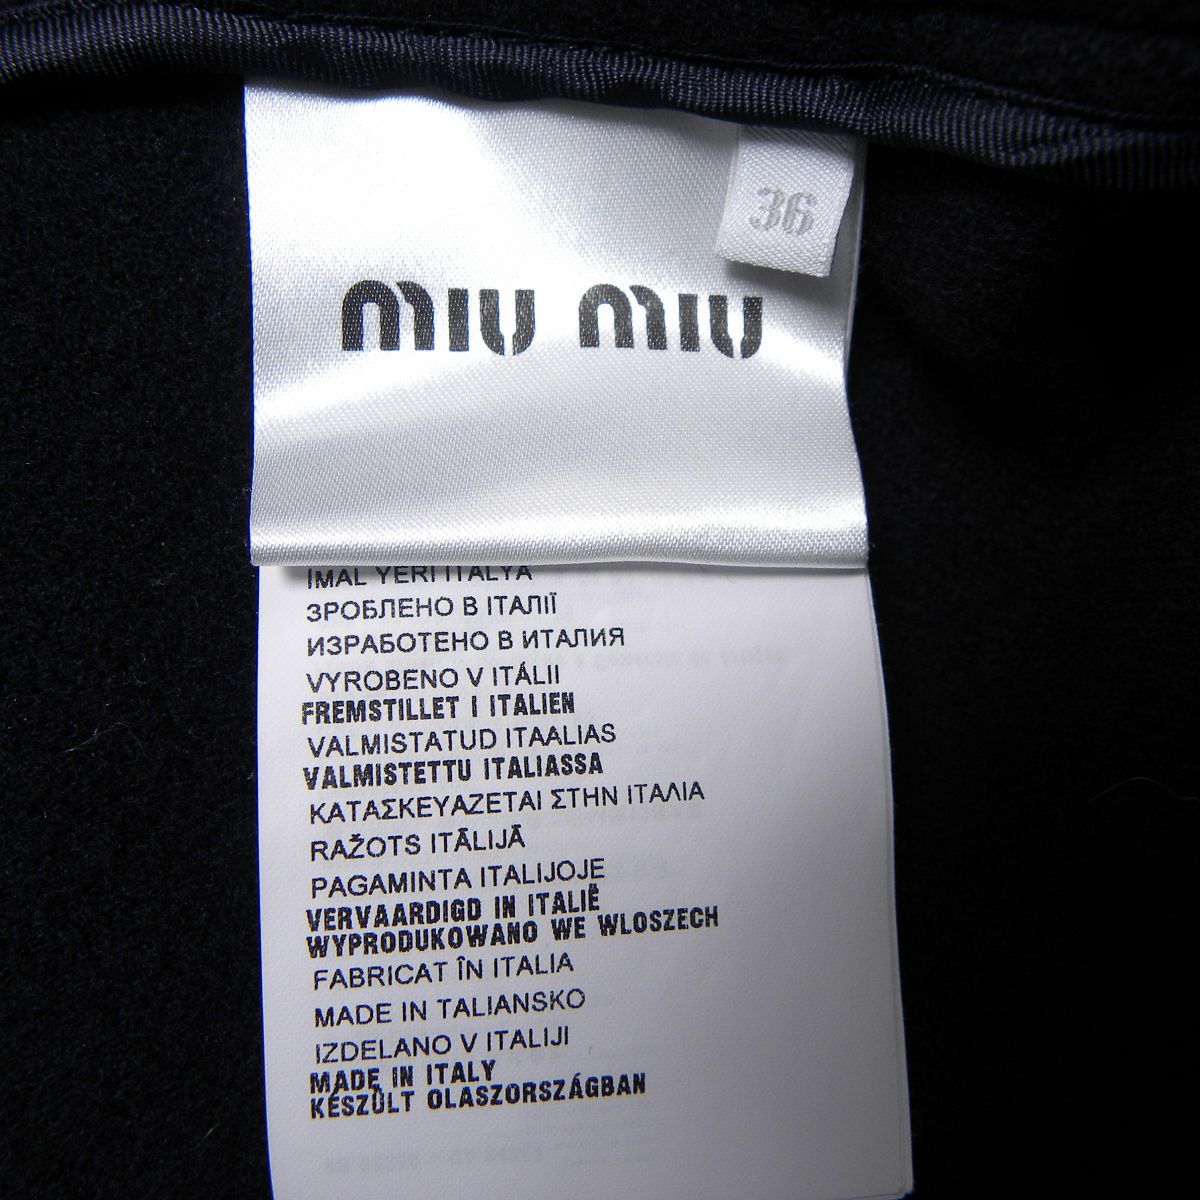 36
miu miu
IMAL YERİ ITALYA
ЗРОБЛЕНО В ІТАЛІЇ
ИЗРАБОТЕНО В ИТАЛИЯ
VYROBENO V ITÁLII
FREMSTILLET I ITALIEN
VALMISTATUD ITAALIAS
VALMISTETTU ITALIASSA
ΚΑΤΑΣΚΕΥΑΖΕΤΑΙ ΣΤΗΝ ΙΤΑΛΙΑ
RAŽOTS ITĀLIJĀ
PAGAMINTA ITALIJOJE
VERVAARDIGD IN ITALIË
WYPRODUKOWANO WE WLOSZECH
FABRICAT ÎN ITALIA
MADE IN TALIANSKO
IZDELANO V ITALIJI
MADE IN ITALY
KÉSZÜLT OLASZORSZÁGBAN